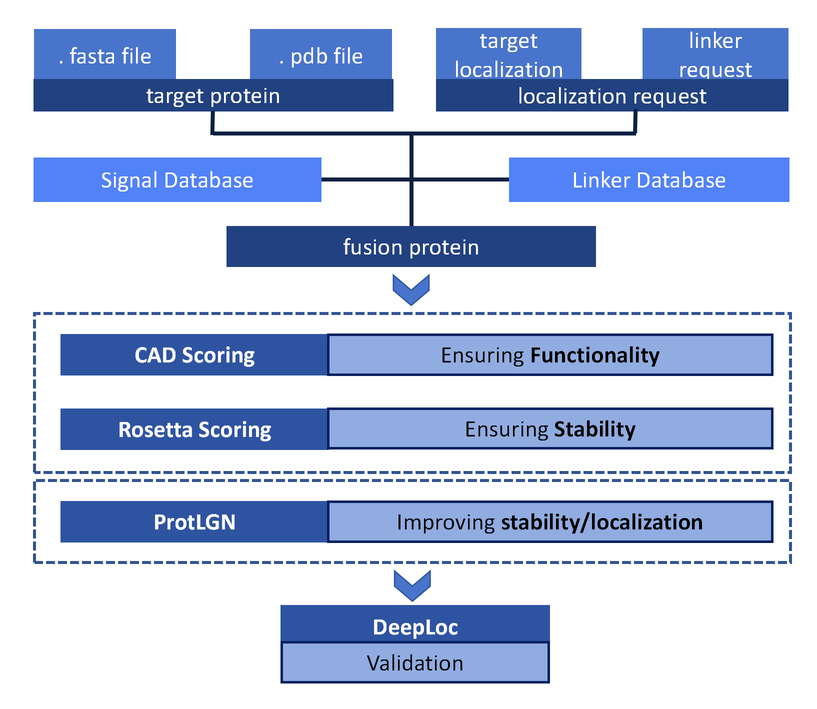 . fasta file
. pdb file
target protein
target
localization
linker
request
localization request
Signal Database
Linker Database
fusion protein
CAD Scoring
Ensuring Functionality
Rosetta Scoring
Ensuring Stability
ProtLGN
Improving stability/localization
DeepLoc
Validation